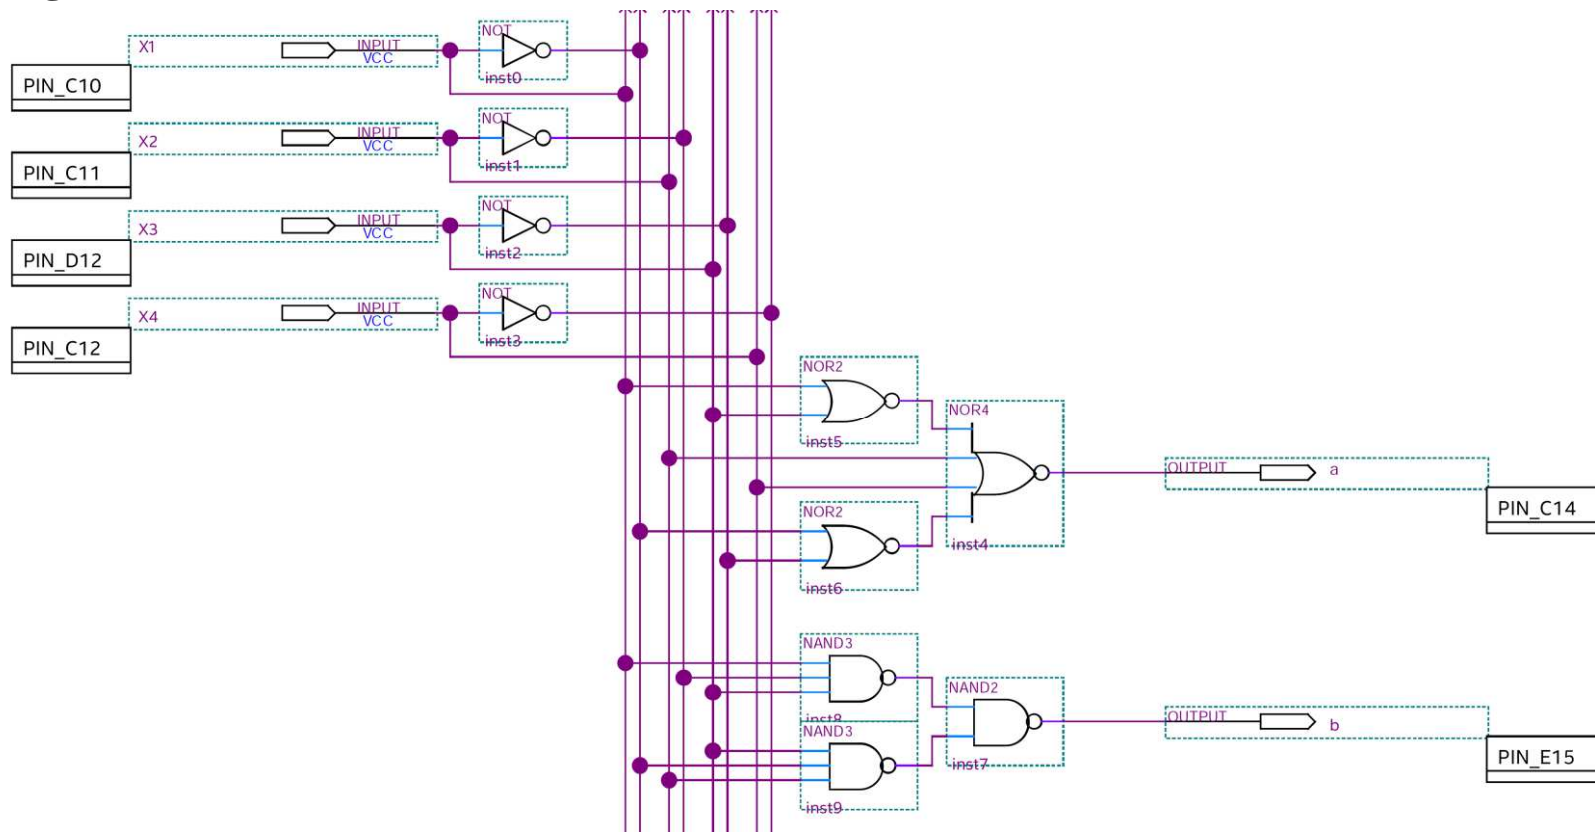 X1
INPUT
VCC
PIN_C10
NOT
inst0
X2
INPUT
VCC
PIN_C11
NOT
inst1
X3
INPUT
VCC
PIN_D12
NOT
inst2
X4
INPUT
VCC
PIN_C12
NOT
inst3
NOR2
inst5
NOR4
inst4
OUTPUT
a
PIN_C14
NOR2
inst6
NAND3
inst8
NAND2
inst7
OUTPUT
b
PIN_E15
NAND3
inst9